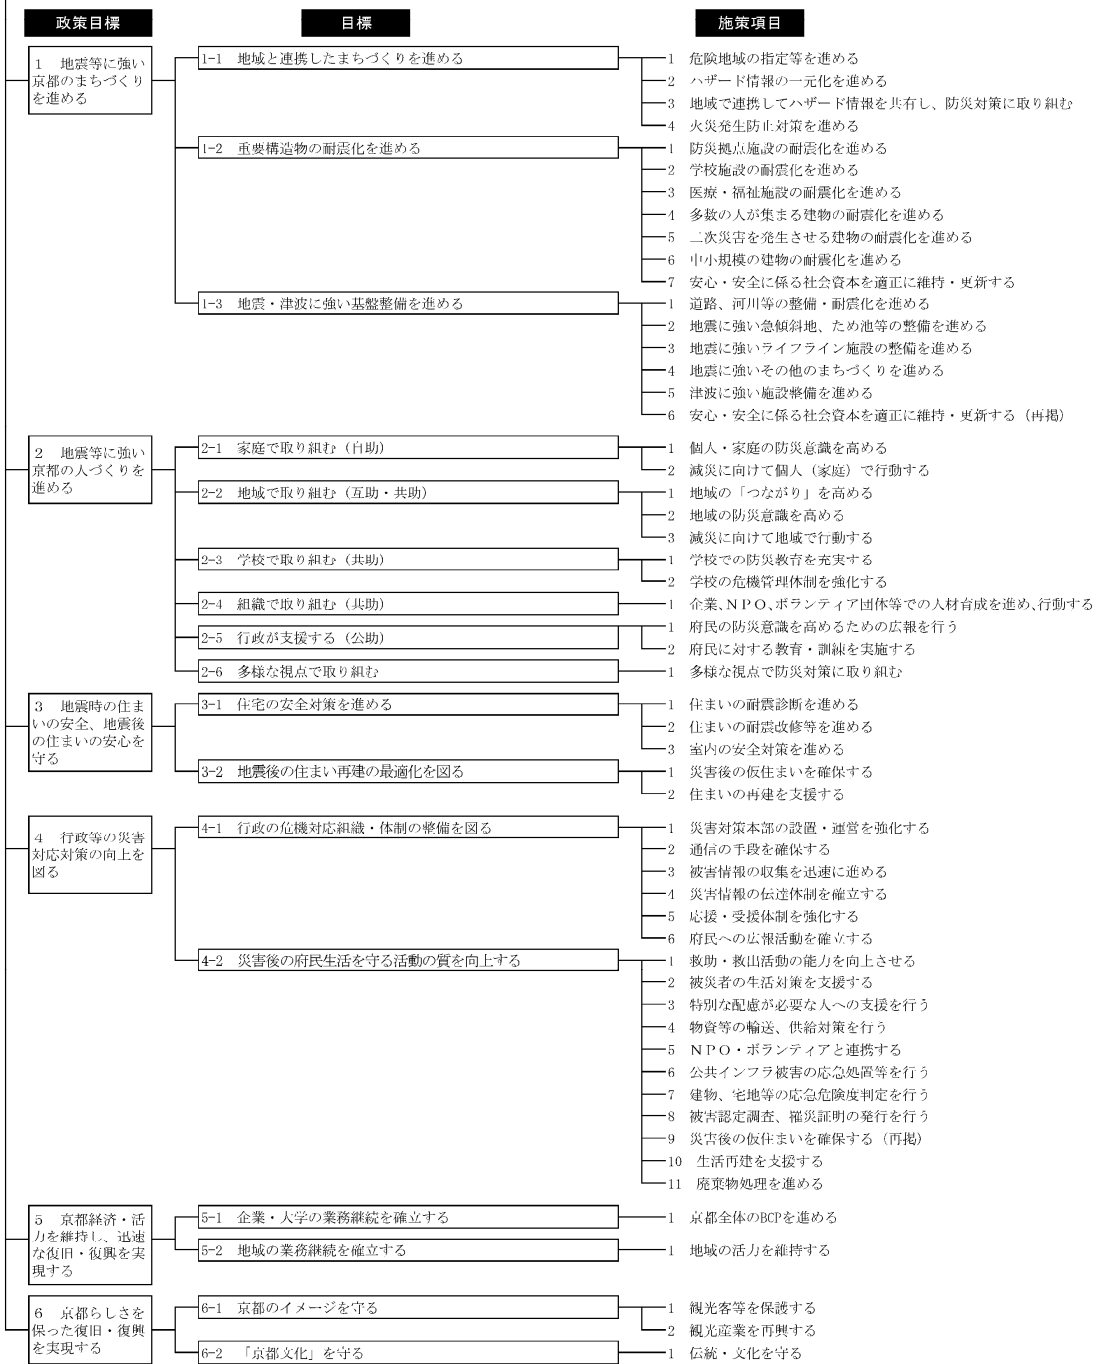 政策目標
目標
施策項目
1 地震等に強い
京都のまちづくり
を進める
1-1 地域と連携したまちづくりを進める
1 危険地域の指定等を進める
2 ハザード情報の一元化を進める
3 地域で連携してハザード情報を共有し、防災対策に取り組む
4 火災発生防止対策を進める
1-2 重要構造物の耐震化を進める
1 防災拠点施設の耐震化を進める
2 学校施設の耐震化を進める
3 医療・福祉施設の耐震化を進める
4 多数の人が集まる建物の耐震化を進める
5 二次災害を発生させる建物の耐震化を進める
6 中小規模の建物の耐震化を進める
7 安心・安全に係る社会資本を適正に維持・更新する
1-3 地震・津波に強い基盤整備を進める
1 道路、河川等の整備・耐震化を進める
2 地震に強い急傾斜地、ため池等の整備を進める
3 地震に強いライフライン施設の整備を進める
4 地震に強いその他のまちづくりを進める
5 津波に強い施設整備を進める
6 安心・安全に係る社会資本を適正に維持・更新する（再掲）
2 地震等に強い
京都の人づくりを
進める
2-1 家庭で取り組む（自助）
1 個人・家庭の防災意識を高める
2 減災に向けて個人（家庭）で行動する
2-2 地域で取り組む（互助・共助）
1 地域の「つながり」を高める
2 地域の防災意識を高める
3 減災に向けて地域で行動する
2-3 学校で取り組む（共助）
1 学校での防災教育を充実する
2 学校の危機管理体制を強化する
2-4 組織で取り組む（共助）
1 企業、ＮＰＯ、ボランティア団体等での人材育成を進め、行動する
2-5 行政が支援する（公助）
1 府民の防災意識を高めるための広報を行う
2 府民に対する教育・訓練を実施する
2-6 多様な視点で取り組む
1 多様な視点で防災対策に取り組む
3 地震時の住ま
いの安全、地震後
の住まいの安心を
守る
3-1 住宅の安全対策を進める
1 住まいの耐震診断を進める
2 住まいの耐震改修等を進める
3 室内の安全対策を進める
3-2 地震後の住まい再建の最適化を図る
1 災害後の仮住まいを確保する
2 住まいの再建を支援する
4 行政等の災害
対応対策の向上を
図る
4-1 行政の危機対応組織・体制の整備を図る
1 災害対策本部の設置・運営を強化する
2 通信の手段を確保する
3 被害情報の収集を迅速に進める
4 災害情報の伝達体制を確立する
5 応援・受援体制を強化する
6 府民への広報活動を確立する
4-2 災害後の府民生活を守る活動の質を向上する
1 救助・救出活動の能力を向上させる
2 被災者の生活対策を支援する
3 特別な配慮が必要な人への支援を行う
4 物資等の輸送、供給対策を行う
5 ＮＰＯ・ボランティアと連携する
6 公共インフラ被害の応急処置等を行う
7 建物、宅地等の応急危険度判定を行う
8 被害認定調査、罹災証明の発行を行う
9 災害後の仮住まいを確保する（再掲）
10 生活再建を支援する
11 廃棄物処理を進める
5 京都経済・活
力を維持し、迅速
な復旧・復興を実
現する
5-1 企業・大学の業務継続を確立する
1 京都全体のBCPを進める
5-2 地域の業務継続を確立する
1 地域の活力を維持する
6 京都らしさを
保った復旧・復興
を実現する
6-1 京都のイメージを守る
1 観光客等を保護する
2 観光産業を再興する
6-2 「京都文化」を守る
1 伝統・文化を守る